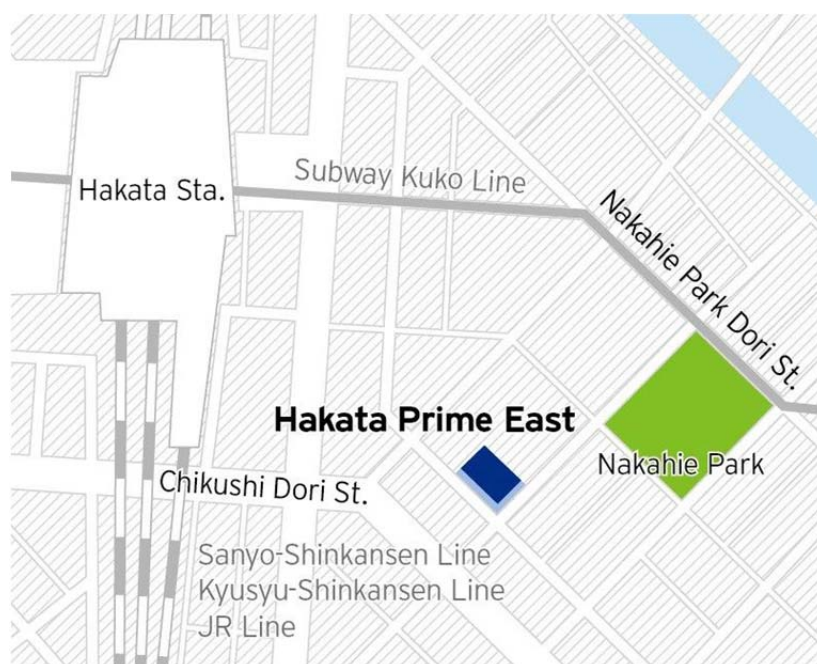 Hakata Sta.
Subway Kuko Line
Nakahie Park Dori St.
Hakata Prime East
Nakahie Park
Chikushi Dori St.
Sanyo-Shinkansen Line
Kyusyu-Shinkansen Line
JR Line